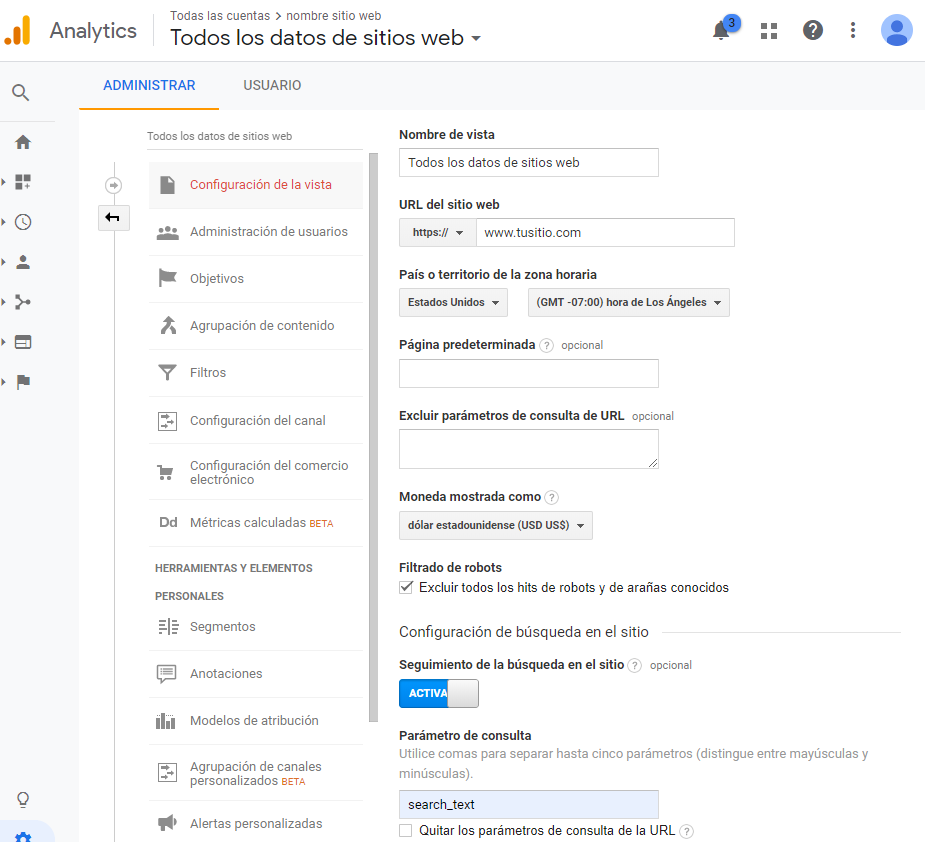 Analytics
Todas las cuentas > nombre sitio web
Todos los datos de sitios web
3
ADMINISTRAR
USUARIO
Todos los datos de sitios web
Configuración de la vista
Administración de usuarios
Objetivos
Agrupación de contenido
Filtros
Configuración del canal
Configuración del comercio
electrónico
Dd Métricas calculadas BETA
HERRAMIENTAS Y ELEMENTOS
PERSONALES
Segmentos
Anotaciones
Modelos de atribución
Agrupación de canales
personalizados BETA
Alertas personalizadas
Nombre de vista
Todos los datos de sitios web
URL del sitio web
https:// www.tusitio.com
País o territorio de la zona horaria
Estados Unidos (GMT -07:00) hora de Los Ángeles
Página predeterminada ? opcional
Excluir parámetros de consulta de URL opcional
Moneda mostrada como ?
dólar estadounidense (USD US$)
Filtrado de robots
Excluir todos los hits de robots y de arañas conocidos
Configuración de búsqueda en el sitio
Seguimiento de la búsqueda en el sitio ? opcional
ACTIVA
Parámetro de consulta
Utilice comas para separar hasta cinco parámetros (distingue entre mayúsculas y
minúsculas).
search_text
Quitar los parámetros de consulta de la URL ?